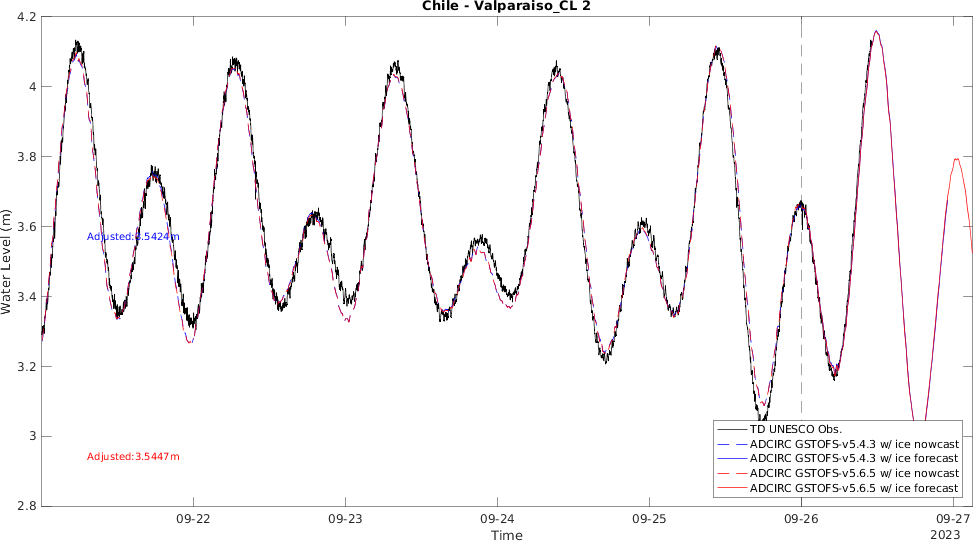 Chile - Valparaiso_CL 2
Water Level (m)
4.2
4
3.8
3.6
3.4
3.2
3
2.8
Adjusted:3.5424m
Adjusted:3.5447m
TD UNESCO Obs.
ADCIRC GSTOFS-v5.4.3 w/ ice nowcast
ADCIRC GSTOFS-v5.4.3 w/ ice forecast
ADCIRC GSTOFS-v5.6.5 w/ ice nowcast
ADCIRC GSTOFS-v5.6.5 w/ ice forecast
09-22 09-23 09-24 09-25 09-26 09-27
Time
2023